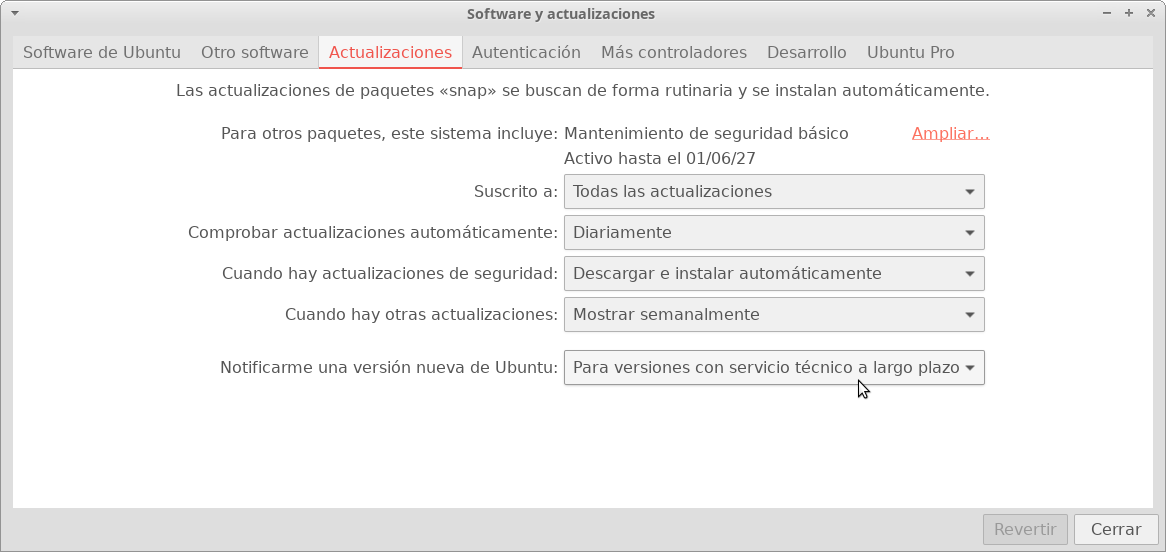 Software y actualizaciones
Software de Ubuntu Otro software Actualizaciones Autenticación Más controladores Desarrollo Ubuntu Pro
Las actualizaciones de paquetes «snap» se buscan de forma rutinaria y se instalan automáticamente.
Para otros paquetes, este sistema incluye: Mantenimiento de seguridad básico Ampliar...
Activo hasta el 01/06/27
Suscrito a: Todas las actualizaciones
Comprobar actualizaciones automáticamente: Diariamente
Cuando hay actualizaciones de seguridad: Descargar e instalar automáticamente
Cuando hay otras actualizaciones: Mostrar semanalmente
Notificarme una versión nueva de Ubuntu: Para versiones con servicio técnico a largo plazo
Revertir Cerrar